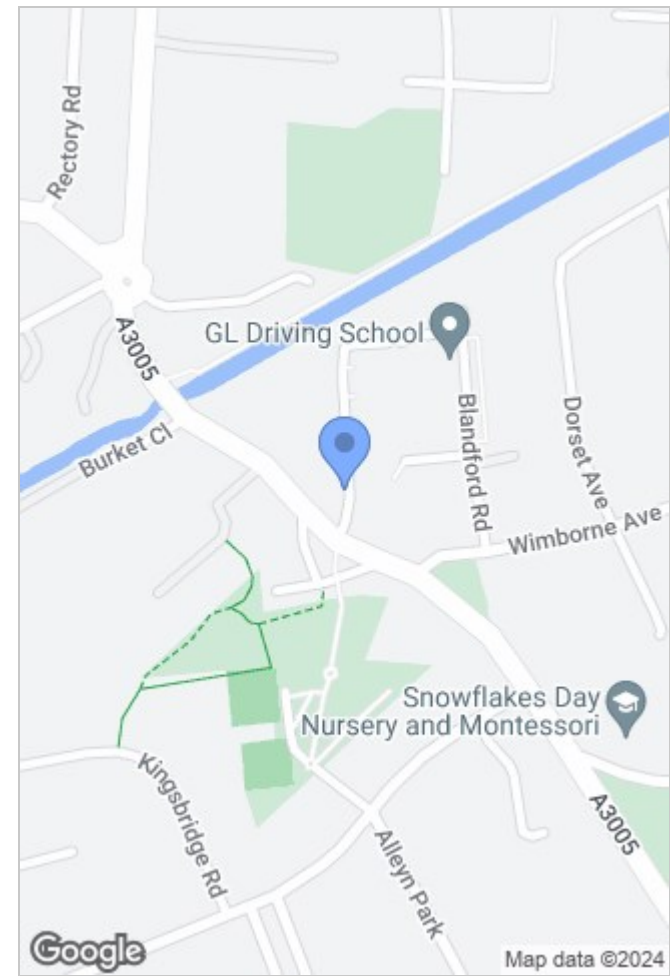 Rectory Rd
A3005
GL Driving School
Burket Cl
Blandford Rd
Dorset Ave
Wimborne Ave
Snowflakes Day
Nursery and Montessori
Kingsbridge Rd
Alleyn Park
A3005
Google
Map data ©2024